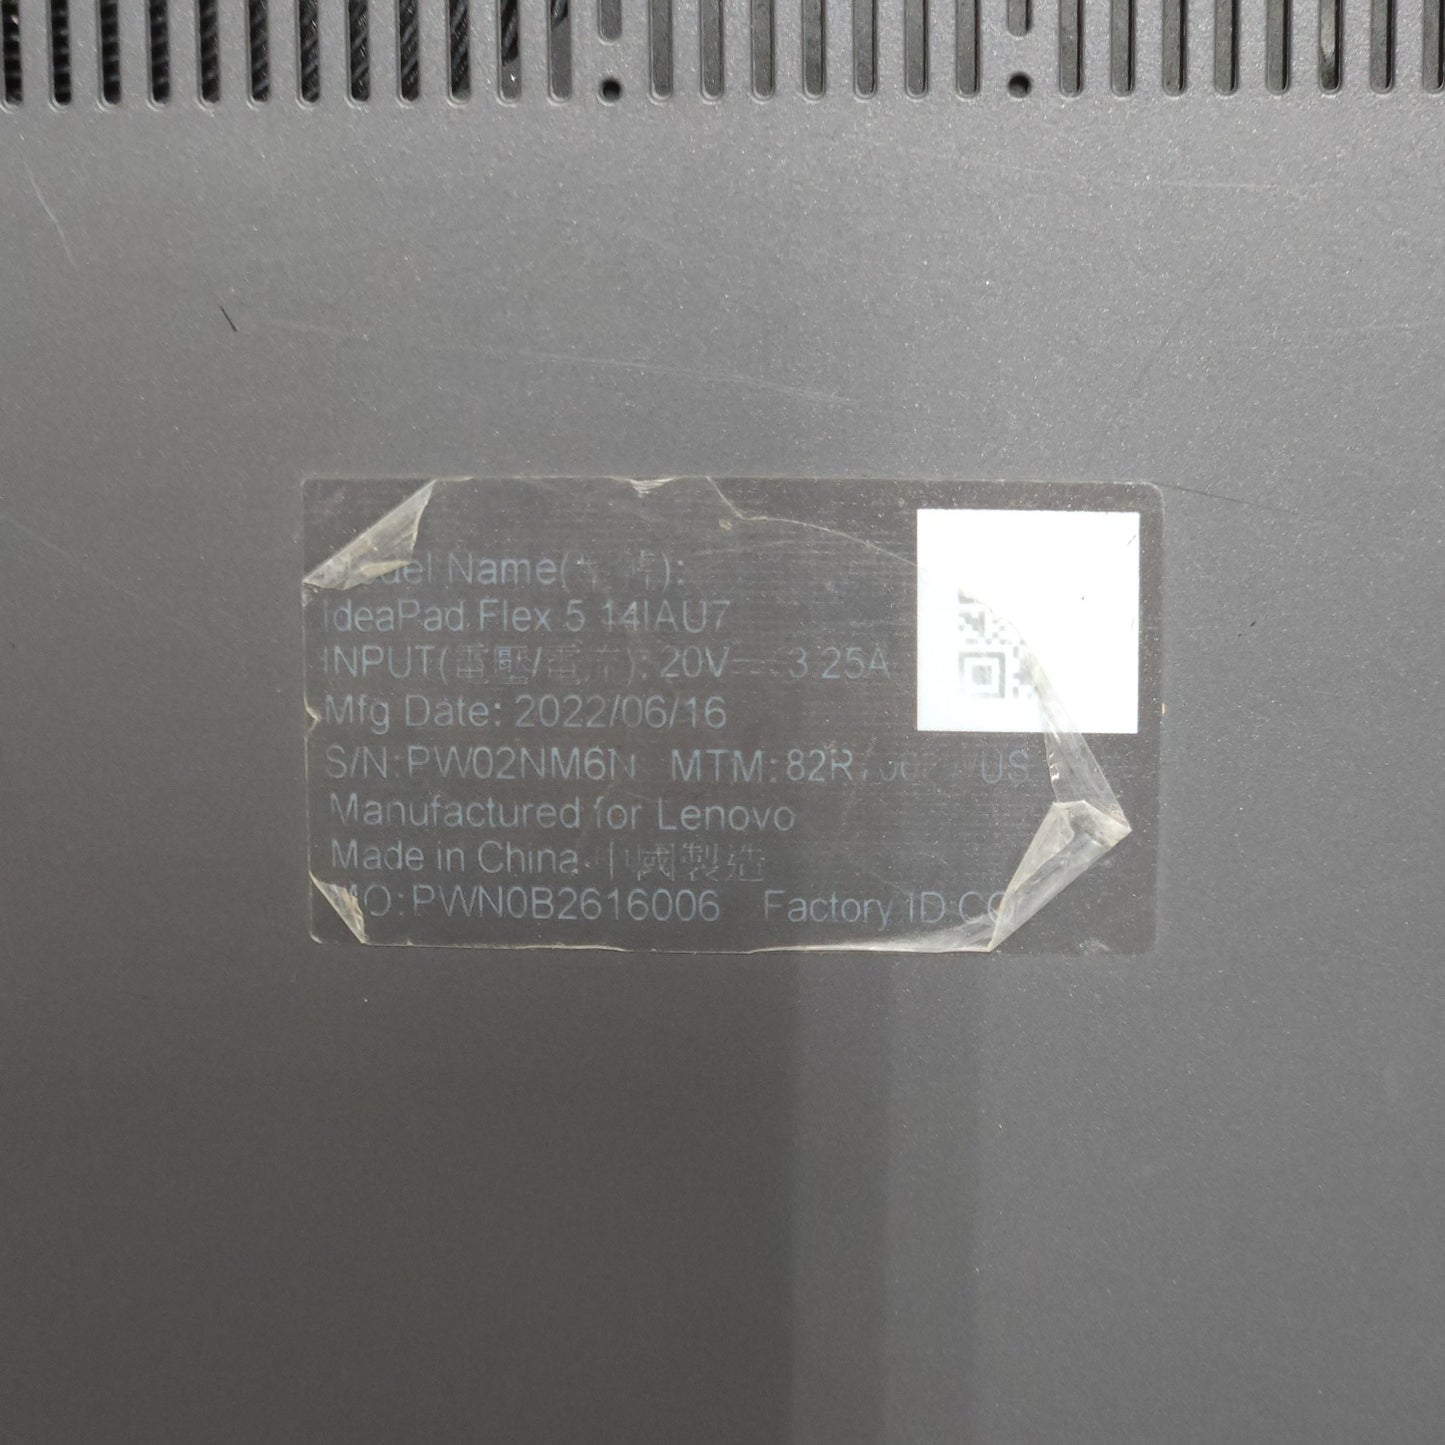 Model Name(
IdeaPad Flex 5 14IAU7
INPUT(電壓/電流): 20V⎓3.25A
Mfg Date: 2022/06/16
S/N:PW02NM6N MTM:
Manufactured for Lenovo
Made in China 中國製造
MO:PWN0B2616006 Factory ID